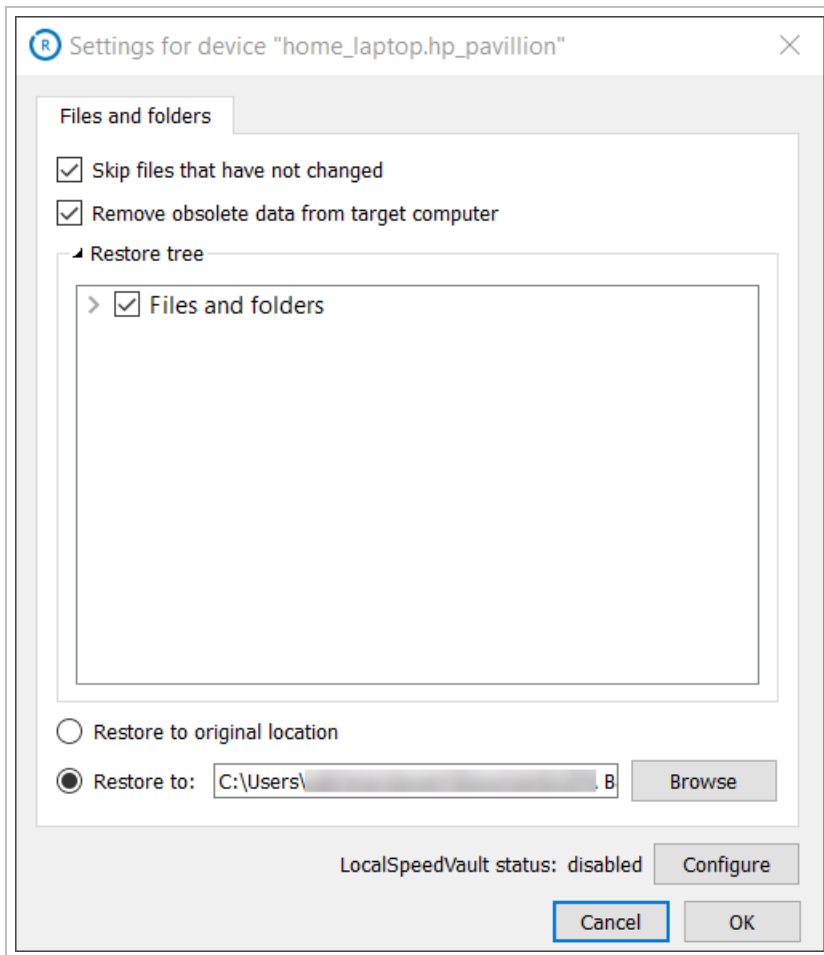 R
Settings for device "home_laptop.hp_pavillion"
Files and folders
Skip files that have not changed
Remove obsolete data from target computer
Restore tree
Files and folders
Restore to original location
Restore to: C:\Users\ . B Browse
LocalSpeedVault status: disabled Configure
Cancel OK